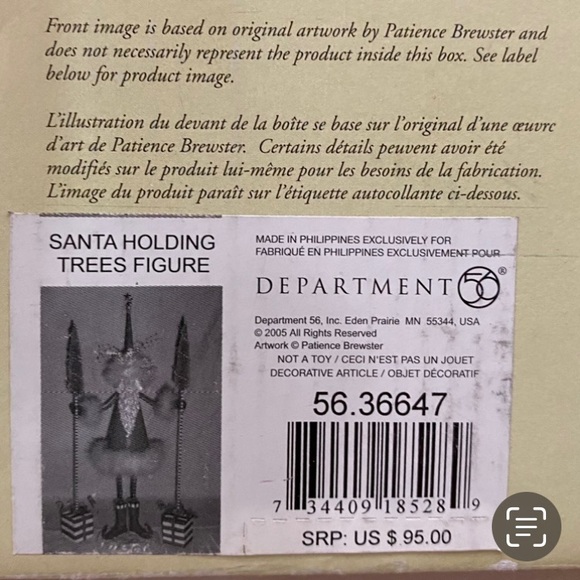 Front image is based on original artwork by Patience Brewster and
does not necessarily represent the product inside this box. See label
below for product image.
L'illustration du devant de la boîte se base sur l'original d'une œuvre
d'art de Patience Brewster. Certains détails peuvent avoir été
modifiés sur le produit lui-même pour les besoins de la fabrication.
L'image du produit paraît sur l'étiquette autocollante ci-dessous.
SANTA HOLDING
TREES FIGURE
MADE IN PHILIPPINES EXCLUSIVELY FOR
FABRIQUÉ EN PHILIPPINES EXCLUSIVEMENT POUR
DEPARTMENT 56®
Department 56, Inc. Eden Prairie MN 55344, USA
© 2005 All Rights Reserved
Artwork © Patience Brewster
NOT A TOY / CECI N'EST PAS UN JOUET
DECORATIVE ARTICLE / OBJET DÉCORATIF
56.36647
7 34409 18528 9
SRP: US $ 95.00